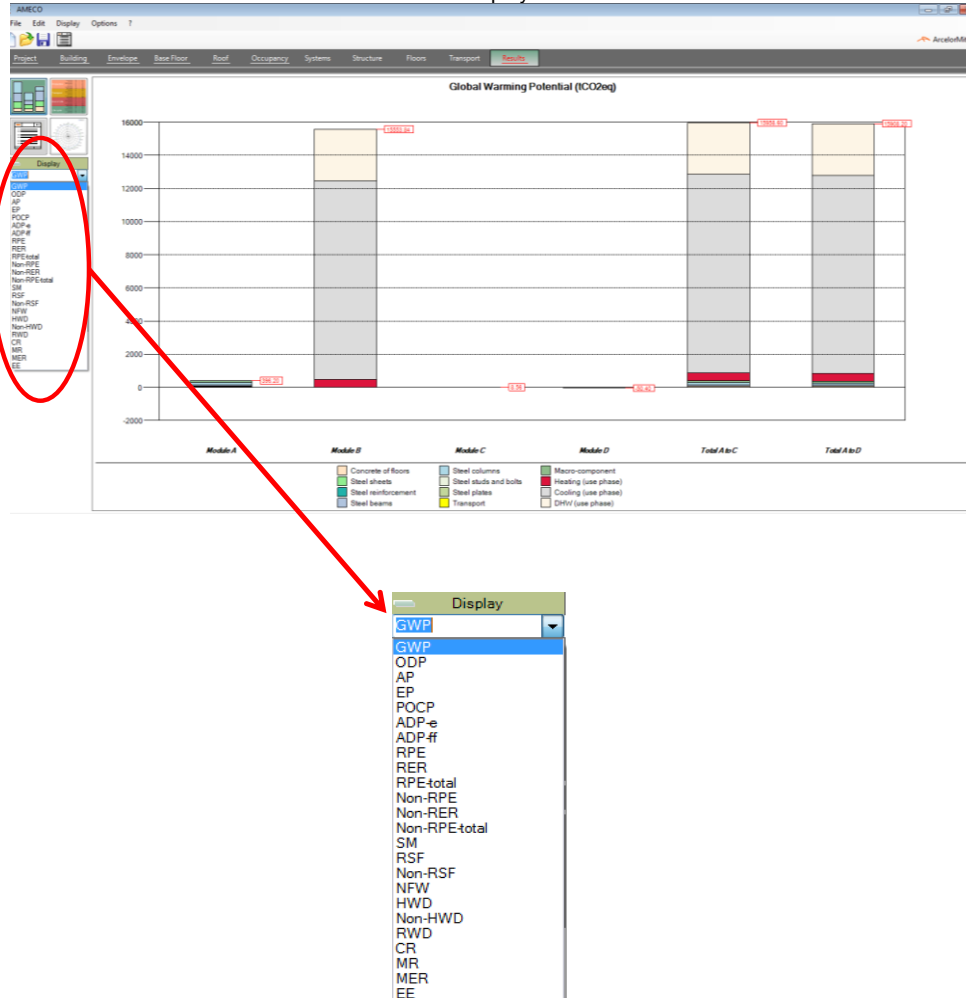 AMECO
File Edit Display Options ?
Project Building Envelope Base Floor Roof Occupancy Systems Structure Floors Transport Results
Global Warming Potential (tCO2eq)
Display
GWP
GWP
ODP
AP
EP
POCP
ADP-e
ADP-ff
RPE
RER
RPE-total
Non-RPE
Non-RER
Non-RPE-total
SM
RSF
Non-RSF
NFW
HWD
Non-HWD
RWD
CR
MR
MER
EE
16000
14000
12000
10000
8000
6000
4000
2000
0
-2000
Module A Module B Module C Module D Total A to C Total A to D
Concrete of floors Steel columns Macro-component
Steel sheets Steel studs and bolts Heating (use phase)
Steel reinforcement Steel plates Cooling (use phase)
Steel beams Transport DHW (use phase)
Display
GWP
GWP
ODP
AP
EP
POCP
ADP-e
ADP-ff
RPE
RER
RPE-total
Non-RPE
Non-RER
Non-RPE-total
SM
RSF
Non-RSF
NFW
HWD
Non-HWD
RWD
CR
MR
MER
EE